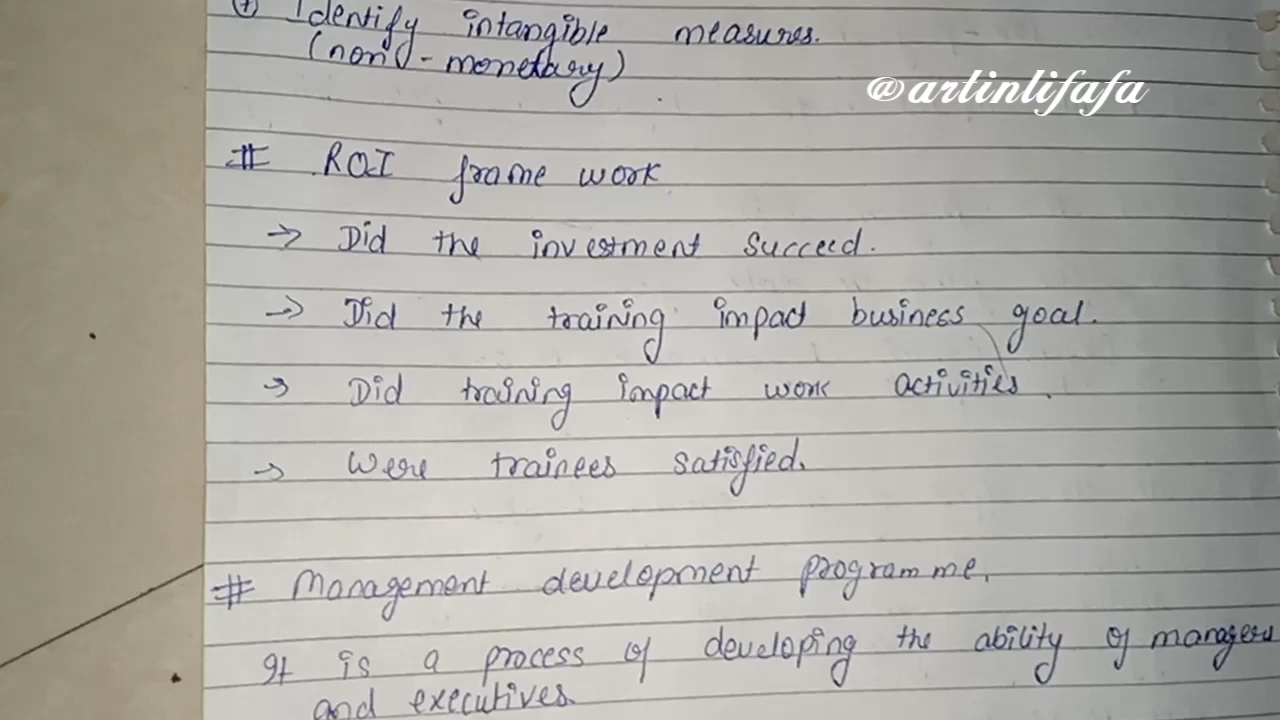 Identify intangible measures.
(non-monetary)
@artinlifafa
# ROI frame work
→ Did the investment succeed.
→ Did the training impact business goal.
→ Did training impact work activities.
→ Were trainees satisfied.
# Management development programme.
It is a process of developing the ability of managers
and executives.